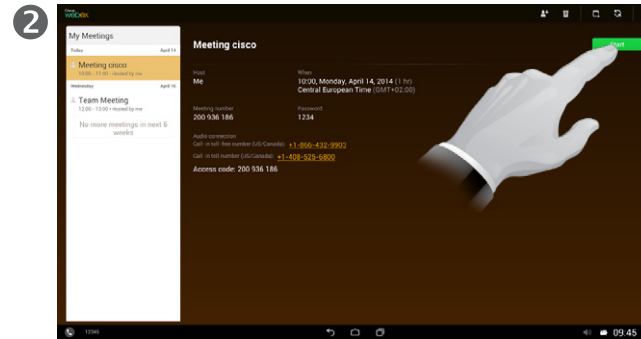 2
Cisco
webex
My Meetings
Today April 14
Meeting cisco
10:00 - 11:00 • Hosted by me
Wednesday April 16
Team Meeting
12:00 - 13:00 • Hosted by me
No more meetings in next 6
weeks
Meeting cisco
Start
Host When
Me 10:00, Monday, April 14, 2014 (1 hr)
Central European Time (GMT+02:00)
Meeting number Password
200 936 186 1234
Audio connection
Call-in toll-free number (US/Canada): +1-866-432-9903
Call-in toll number (US/Canada): +1-408-525-6800
Access code: 200 936 186
12345 09:45